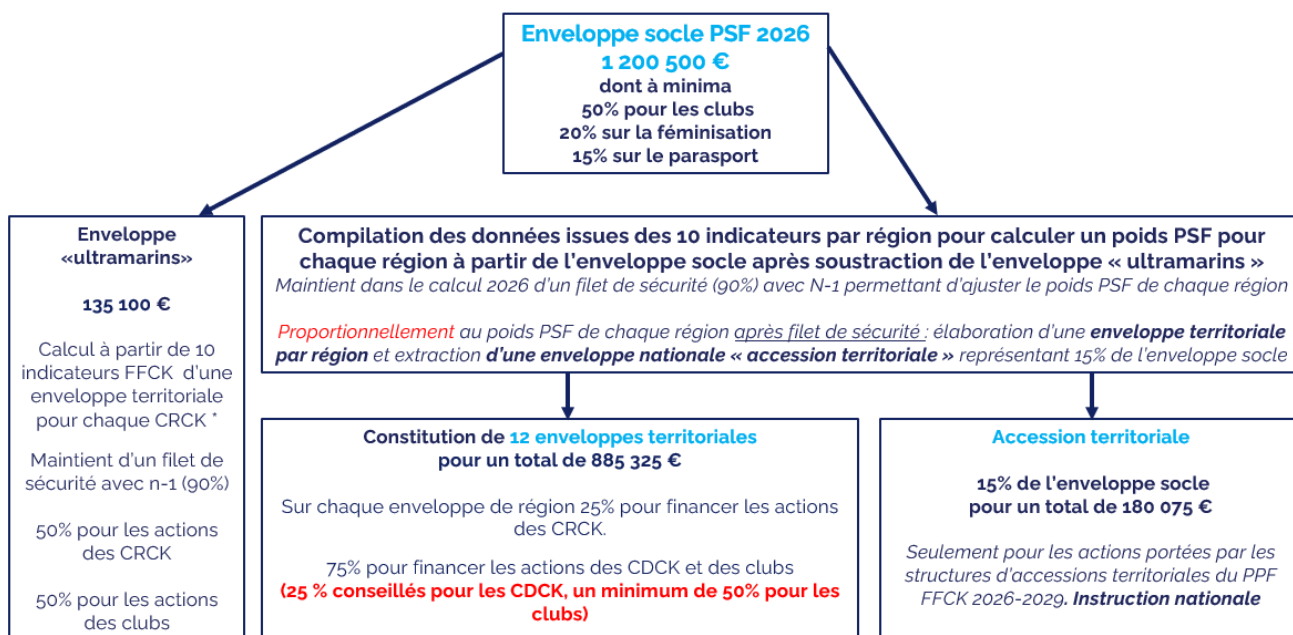 Enveloppe socle PSF 2026
1 200 500 €
dont à minima
50% pour les clubs
20% sur la féminisation
15% sur le parasport
Enveloppe
«ultramarins»
135 100 €
Calcul à partir de 10
indicateurs FFCK d'une
enveloppe territoriale
pour chaque CRCK *
Maintient d'un filet de
sécurité avec n-1 (90%)
50% pour les actions
des CRCK
50% pour les actions
des clubs
Compilation des données issues des 10 indicateurs par région pour calculer un poids PSF pour
chaque région à partir de l'enveloppe socle après soustraction de l'enveloppe « ultramarins »
Maintient dans le calcul 2026 d'un filet de sécurité (90%) avec N-1 permettant d'ajuster le poids PSF de chaque région
Proportionnellement au poids PSF de chaque région après filet de sécurité : élaboration d'une enveloppe territoriale
par région et extraction d'une enveloppe nationale « accession territoriale » représentant 15% de l'enveloppe socle
Constitution de 12 enveloppes territoriales
pour un total de 885 325 €
Sur chaque enveloppe de région 25% pour financer les actions
des CRCK.
75% pour financer les actions des CDCK et des clubs
(25 % conseillés pour les CDCK, un minimum de 50% pour les
clubs)
Accession territoriale
15% de l'enveloppe socle
pour un total de 180 075 €
Seulement pour les actions portées par les
structures d'accessions territoriales du PPF
FFCK 2026-2029. Instruction nationale